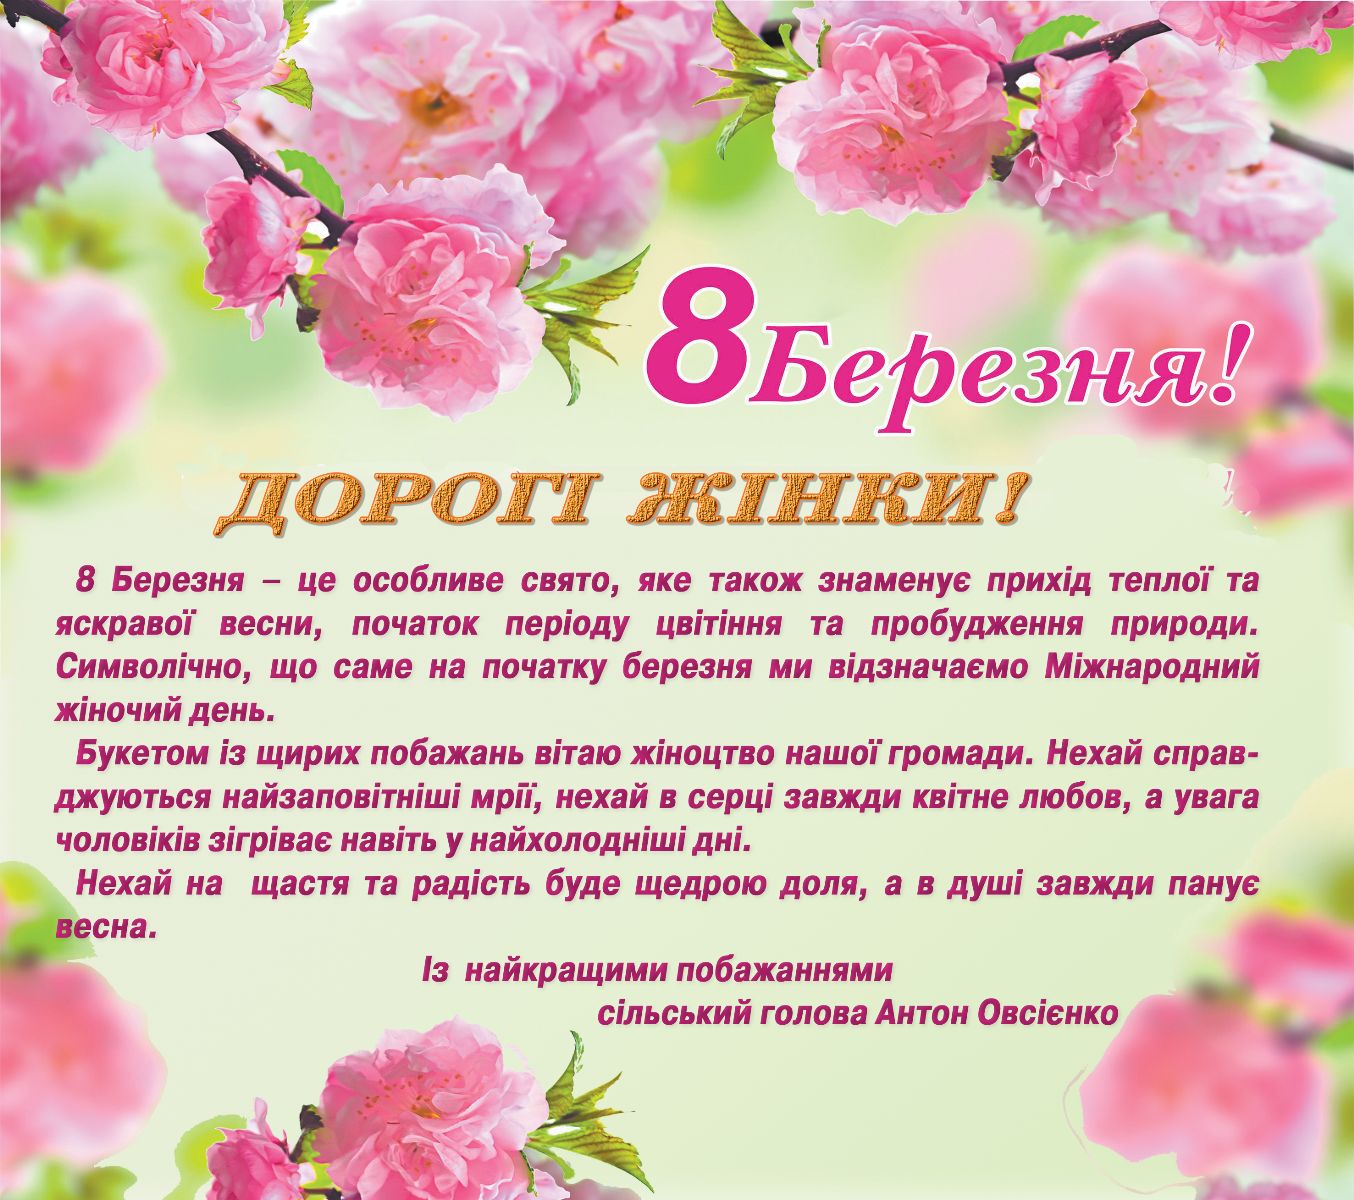 8 Березня!
ДОРОГІ ЖІНКИ!
8 Березня – це особливе свято, яке також знаменує прихід теплої та
яскравої весни, початок періоду цвітіння та пробудження природи.
Символічно, що саме на початку березня ми відзначаємо Міжнародний
жіночий день.
Букетом із щирих побажань вітаю жіноцтво нашої громади. Нехай справ-
джуються найзаповітніші мрії, нехай в серці завжди квітне любов, а увага
чоловіків зігріває навіть у найхолодніші дні.
Нехай на щастя та радість буде щедрою доля, а в душі завжди панує
весна.
Із найкращими побажаннями
сільський голова Антон Овсієнко